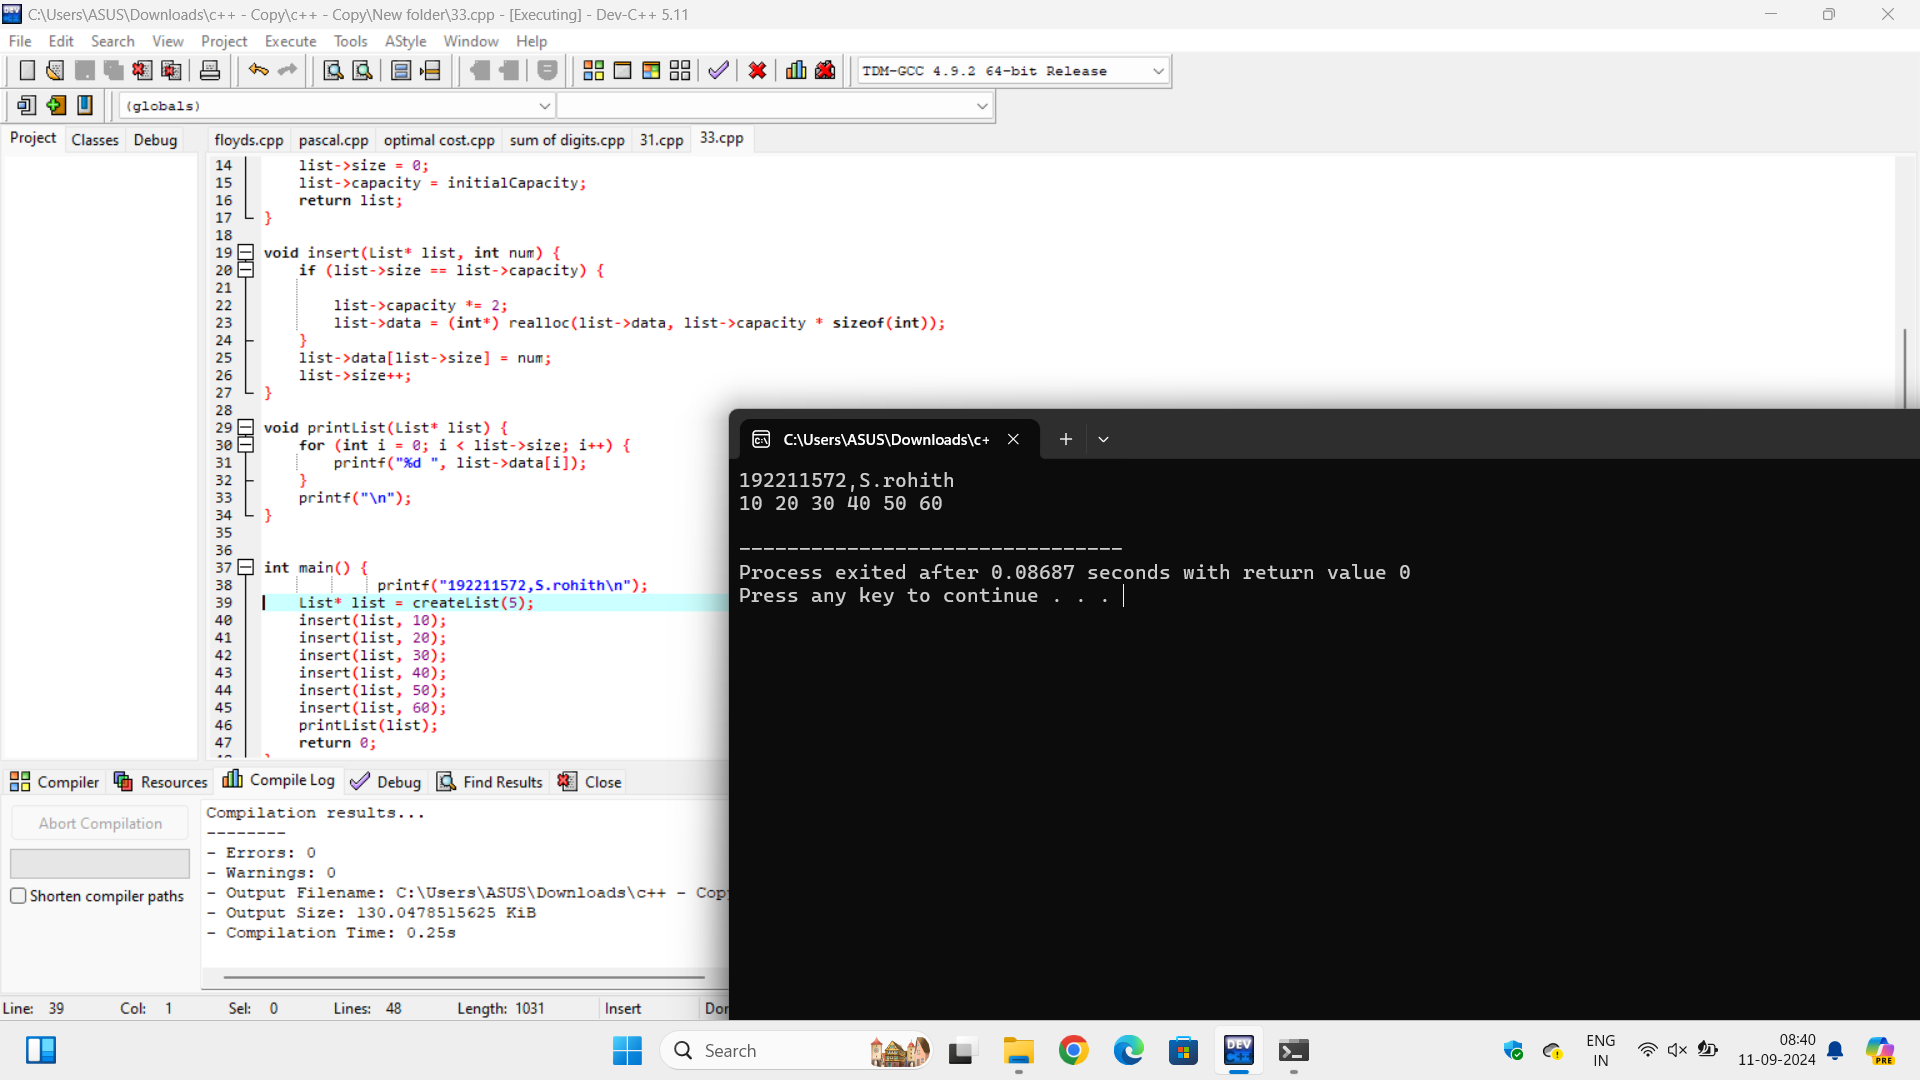 C:\Users\ASUS\Downloads\c++ - Copy\c++ - Copy\New folder\33.cpp - [Executing] - Dev-C++ 5.11
File Edit Search View Project Execute Tools AStyle Window Help
TDM-GCC 4.9.2 64-bit Release
(globals)
Project Classes Debug
floyds.cpp pascal.cpp optimal cost.cpp sum of digits.cpp 31.cpp 33.cpp
14 list->size = 0;
15 list->capacity = initialCapacity;
16 return list;
17 }
18
19 void insert(List* list, int num) {
20 if (list->size == list->capacity) {
21
22 list->capacity *= 2;
23 list->data = (int*) realloc(list->data, list->capacity * sizeof(int));
24 }
25 list->data[list->size] = num;
26 list->size++;
27 }
28
29 void printList(List* list) {
30 for (int i = 0; i < list->size; i++) {
31 printf("%d ", list->data[i]);
32 }
33 printf("\n");
34 }
35
36
37 int main() {
38 printf("192211572,S.rohith\n");
39 List* list = createList(5);
40 insert(list, 10);
41 insert(list, 20);
42 insert(list, 30);
43 insert(list, 40);
44 insert(list, 50);
45 insert(list, 60);
46 printList(list);
47 return 0;
C:\Users\ASUS\Downloads\c+
192211572,S.rohith
10 20 30 40 50 60
--------------------------------
Process exited after 0.08687 seconds with return value 0
Press any key to continue . . .
Compiler Resources Compile Log Debug Find Results Close
Abort Compilation
Shorten compiler paths
Compilation results...
--------
- Errors: 0
- Warnings: 0
- Output Filename: C:\Users\ASUS\Downloads\c++ - Cop
- Output Size: 130.0478515625 KiB
- Compilation Time: 0.25s
Line: 39 Col: 1 Sel: 0 Lines: 48 Length: 1031 Insert Dor
Search
DEV
ENG
IN
08:40
11-09-2024
PRE